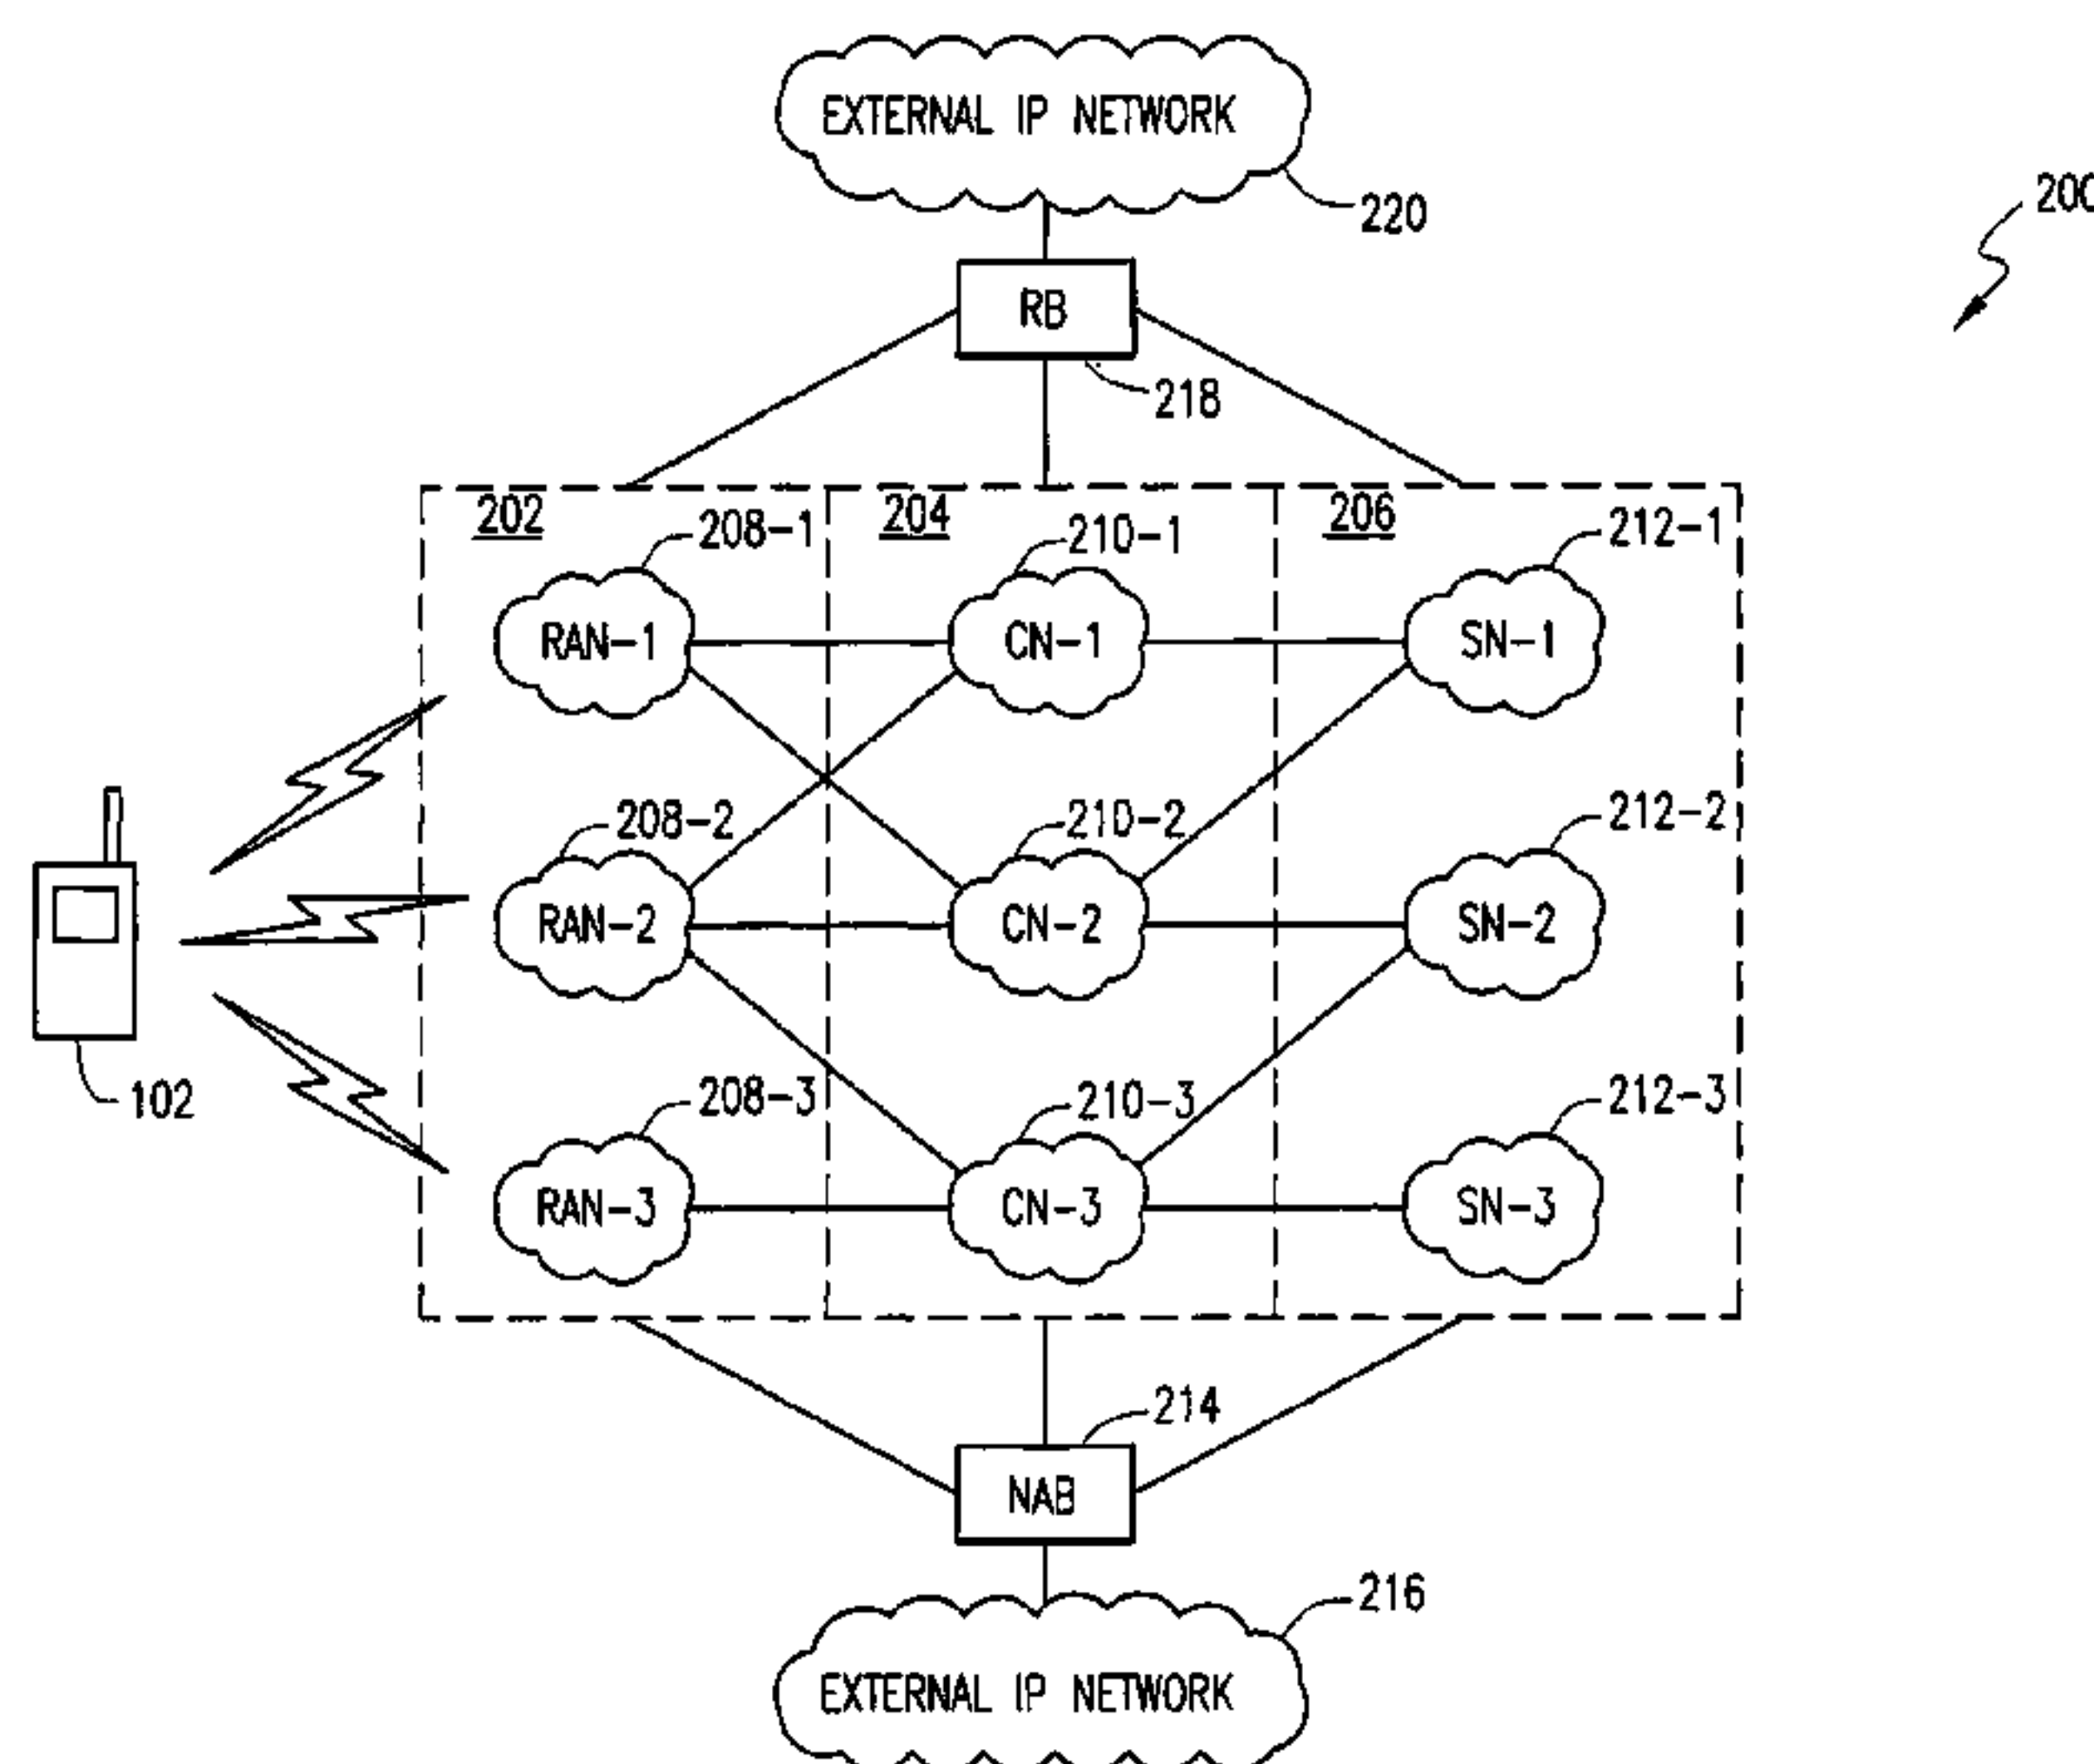 EXTERNAL IP NETWORK
220
200
RB
218
202
204
206
208-1
210-1
212-1
RAN-1
CN-1
SN-1
208-2
210-2
212-2
RAN-2
CN-2
SN-2
102
208-3
210-3
212-3
RAN-3
CN-3
SN-3
214
NAB
216
EXTERNAL IP NETWORK